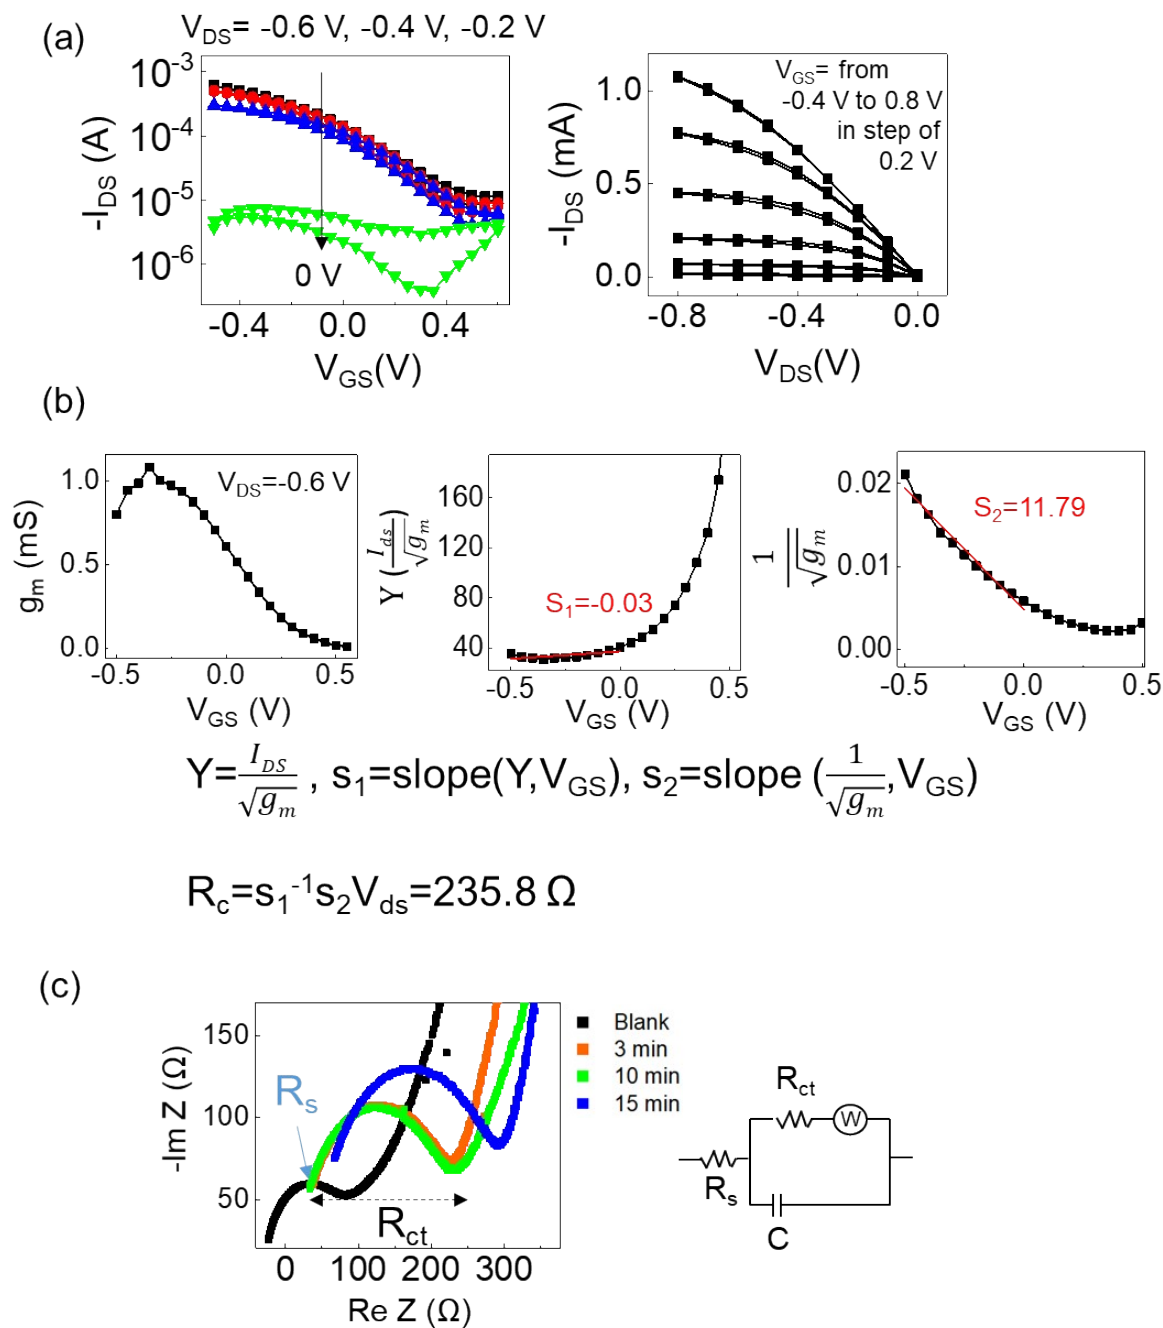 (a)
V_DS= -0.6 V, -0.4 V, -0.2 V
10^-3
10^-4
10^-5
10^-6
-I_DS (A)
0 V
-0.4
0.0
0.4
V_GS(V)
V_GS= from
-0.4 V to 0.8 V
in step of
0.2 V
1.0
0.5
0.0
-I_DS (mA)
-0.8
-0.4
0.0
V_DS(V)
(b)
V_DS=-0.6 V
1.0
0.5
0.0
g_m (mS)
-0.5
0.0
0.5
V_GS (V)
160
120
80
40
Y (I_ds/√g_m)
S_1=-0.03
-0.5
0.0
0.5
V_GS (V)
0.02
0.01
0.00
1/√g_m
S_2=11.79
-0.5
0.0
0.5
V_GS (V)
Y=I_DS/√g_m , s_1=slope(Y,V_GS), s_2=slope (1/√g_m,V_GS)
R_c=s_1^-1s_2V_ds=235.8 Ω
(c)
150
100
50
-Im Z (Ω)
R_s
R_ct
0
100
200
300
Re Z (Ω)
Blank
3 min
10 min
15 min
R_ct
W
R_s
C